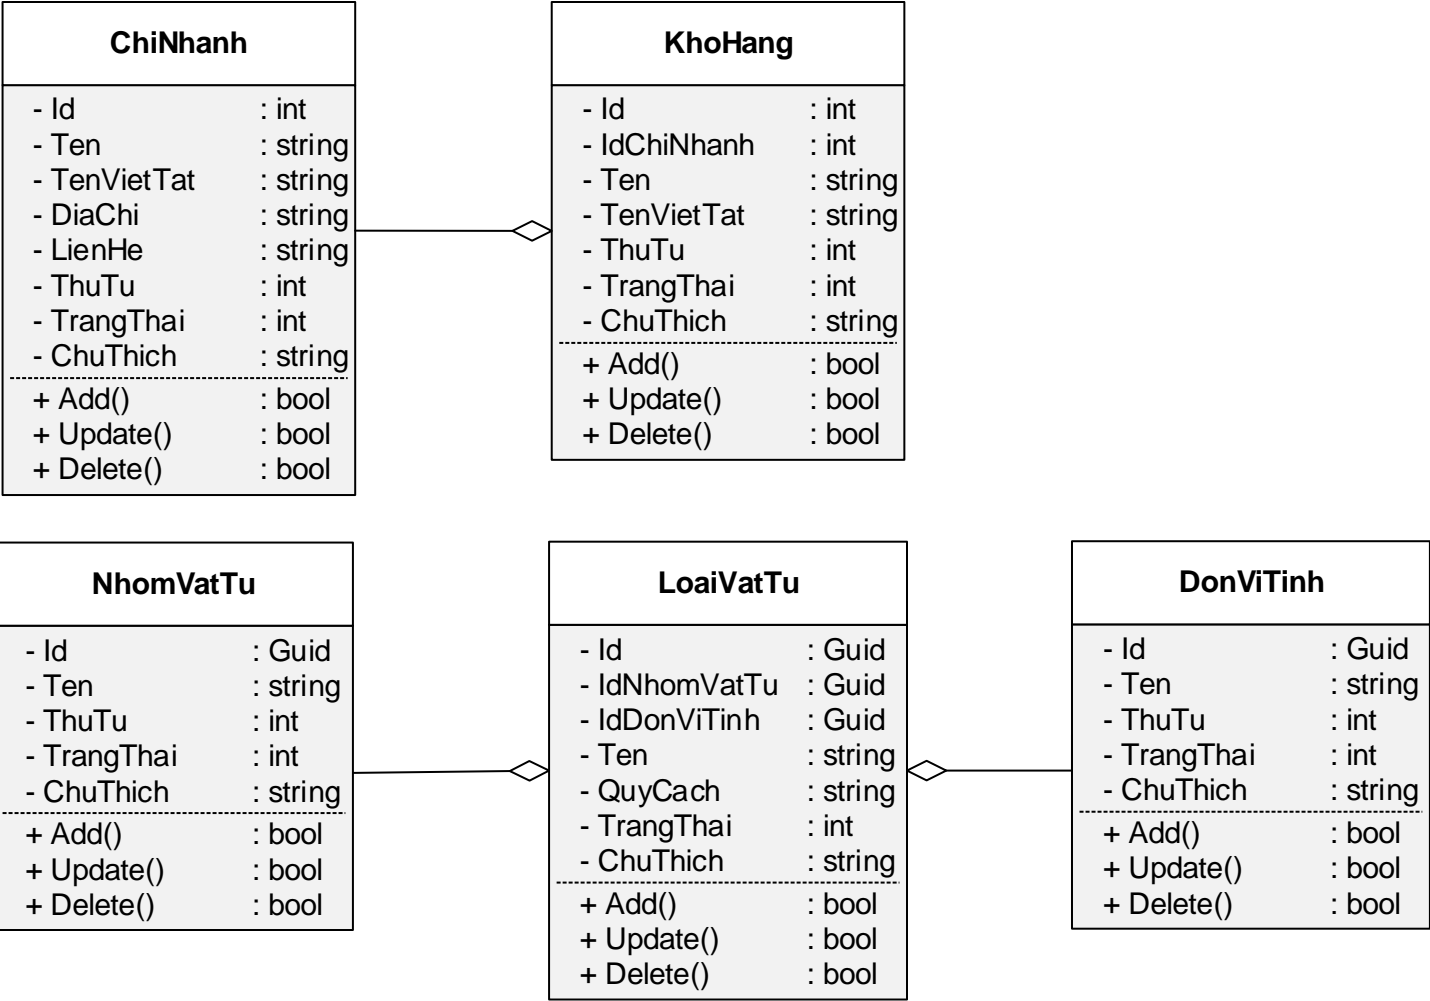 ChiNhanh
- Id : int
- Ten : string
- TenVietTat : string
- DiaChi : string
- LienHe : string
- ThuTu : int
- TrangThai : int
- ChuThich : string
+ Add() : bool
+ Update() : bool
+ Delete() : bool
KhoHang
- Id : int
- IdChiNhanh : int
- Ten : string
- TenVietTat : string
- ThuTu : int
- TrangThai : int
- ChuThich : string
+ Add() : bool
+ Update() : bool
+ Delete() : bool
NhomVatTu
- Id : Guid
- Ten : string
- ThuTu : int
- TrangThai : int
- ChuThich : string
+ Add() : bool
+ Update() : bool
+ Delete() : bool
LoaiVatTu
- Id : Guid
- IdNhomVatTu : Guid
- IdDonViTinh : Guid
- Ten : string
- QuyCach : string
- TrangThai : int
- ChuThich : string
+ Add() : bool
+ Update() : bool
+ Delete() : bool
DonViTinh
- Id : Guid
- Ten : string
- ThuTu : int
- TrangThai : int
- ChuThich : string
+ Add() : bool
+ Update() : bool
+ Delete() : bool